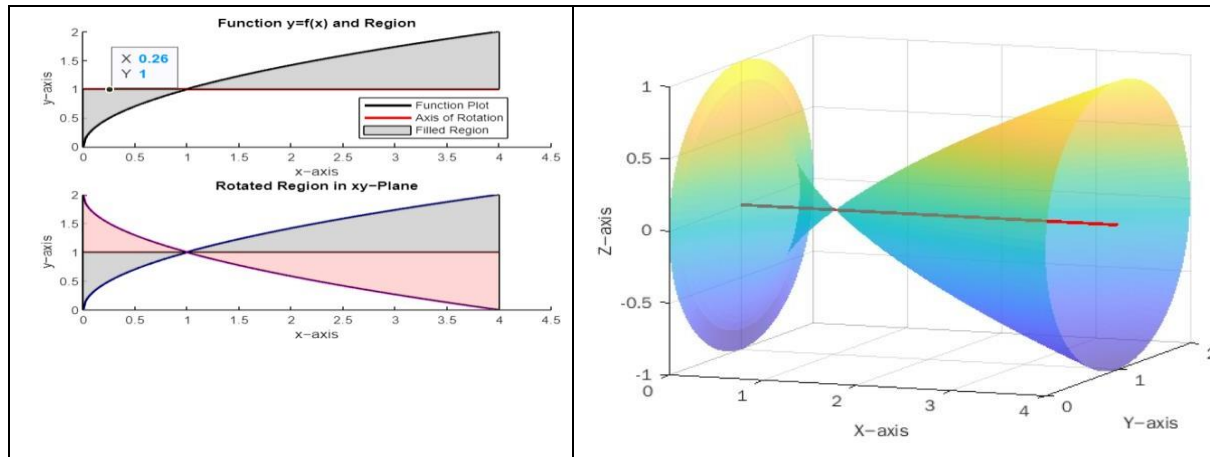 Function y=f(x) and Region
2
1.5
1
0.5
0
y-axis
X 0.26
Y 1
Function Plot
Axis of Rotation
Filled Region
0 0.5 1 1.5 2 2.5 3 3.5 4 4.5
x-axis
Rotated Region in xy-Plane
2
1.5
1
0.5
0
y-axis
0 0.5 1 1.5 2 2.5 3 3.5 4 4.5
x-axis
1
0.5
0
-0.5
-1
Z-axis
0 1 2 3 4
X-axis
0 1 2
Y-axis